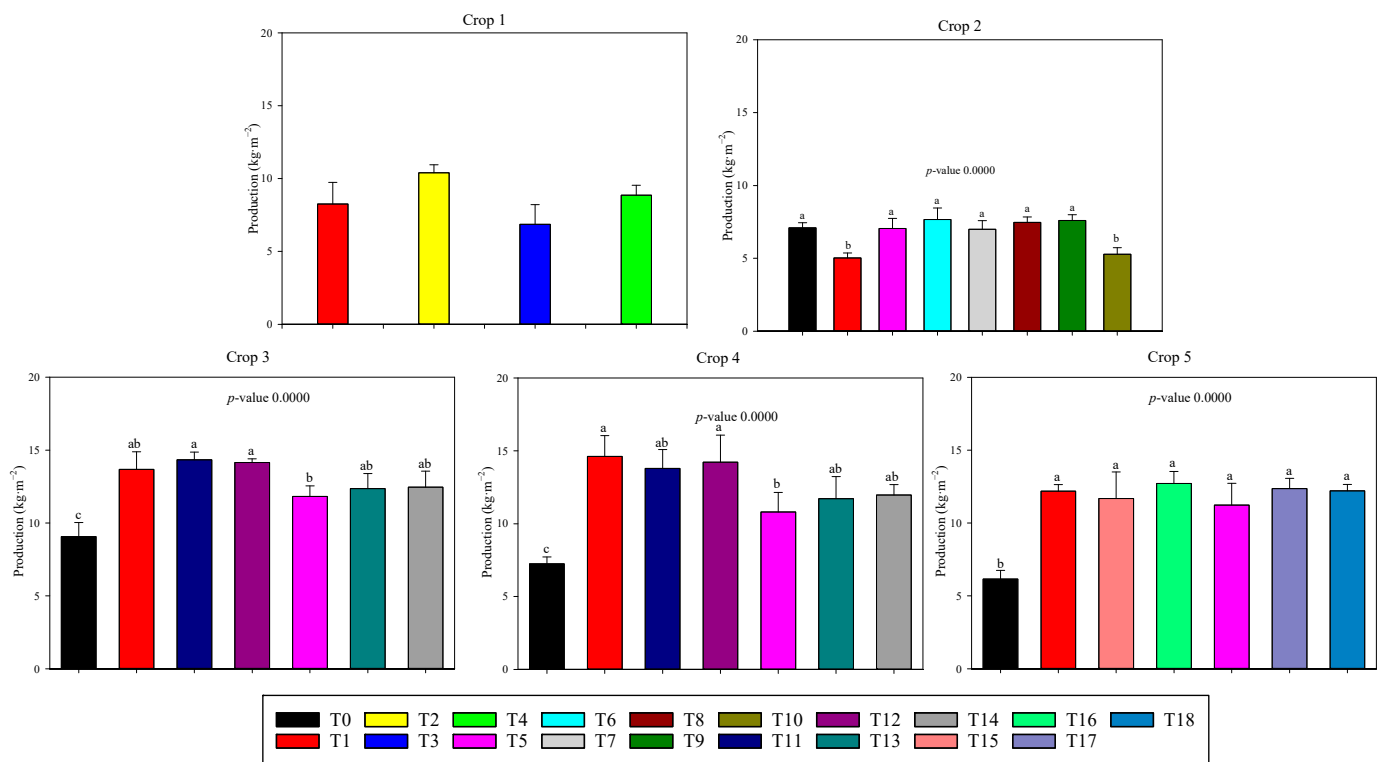 Crop 1
20
15
10
5
0
Production (kg·m⁻²)
Crop 2
20
15
10
5
0
Production (kg·m⁻²)
p-value 0.0000
a b a a a a a b
Crop 3
20
15
10
5
0
Production (kg·m⁻²)
p-value 0.0000
c ab a a b ab ab
Crop 4
20
15
10
5
0
Production (kg·m⁻²)
p-value 0.0000
c a ab a b ab ab
Crop 5
20
15
10
5
0
Production (kg·m⁻²)
p-value 0.0000
b a a a a a a
T0 T2 T4 T6 T8 T10 T12 T14 T16 T18
T1 T3 T5 T7 T9 T11 T13 T15 T17